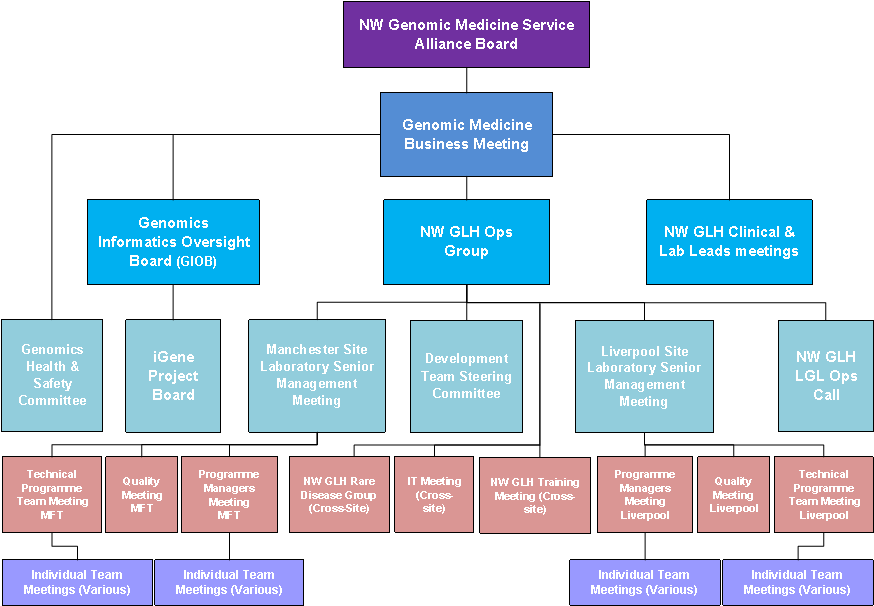 NW Genomic Medicine Service
Alliance Board
Genomic Medicine
Business Meeting
Genomics
Informatics Oversight
Board (GIOB)
NW GLH Ops
Group
NW GLH Clinical &
Lab Leads meetings
Genomics
Health &
Safety
Committee
iGene
Project
Board
Manchester Site
Laboratory Senior
Management
Meeting
Development
Team Steering
Committee
Liverpool Site
Laboratory Senior
Management
Meeting
NW GLH
LGL Ops
Call
Technical
Programme
Team Meeting
MFT
Quality
Meeting
MFT
Programme
Managers
Meeting
MFT
NW GLH Rare
Disease Group
(Cross-Site)
IT Meeting
(Cross-
site)
NW GLH Training
Meeting (Cross-
site)
Programme
Managers
Meeting
Liverpool
Quality
Meeting
Liverpool
Technical
Programme
Team Meeting
Liverpool
Individual Team
Meetings (Various)
Individual Team
Meetings (Various)
Individual Team
Meetings (Various)
Individual Team
Meetings (Various)